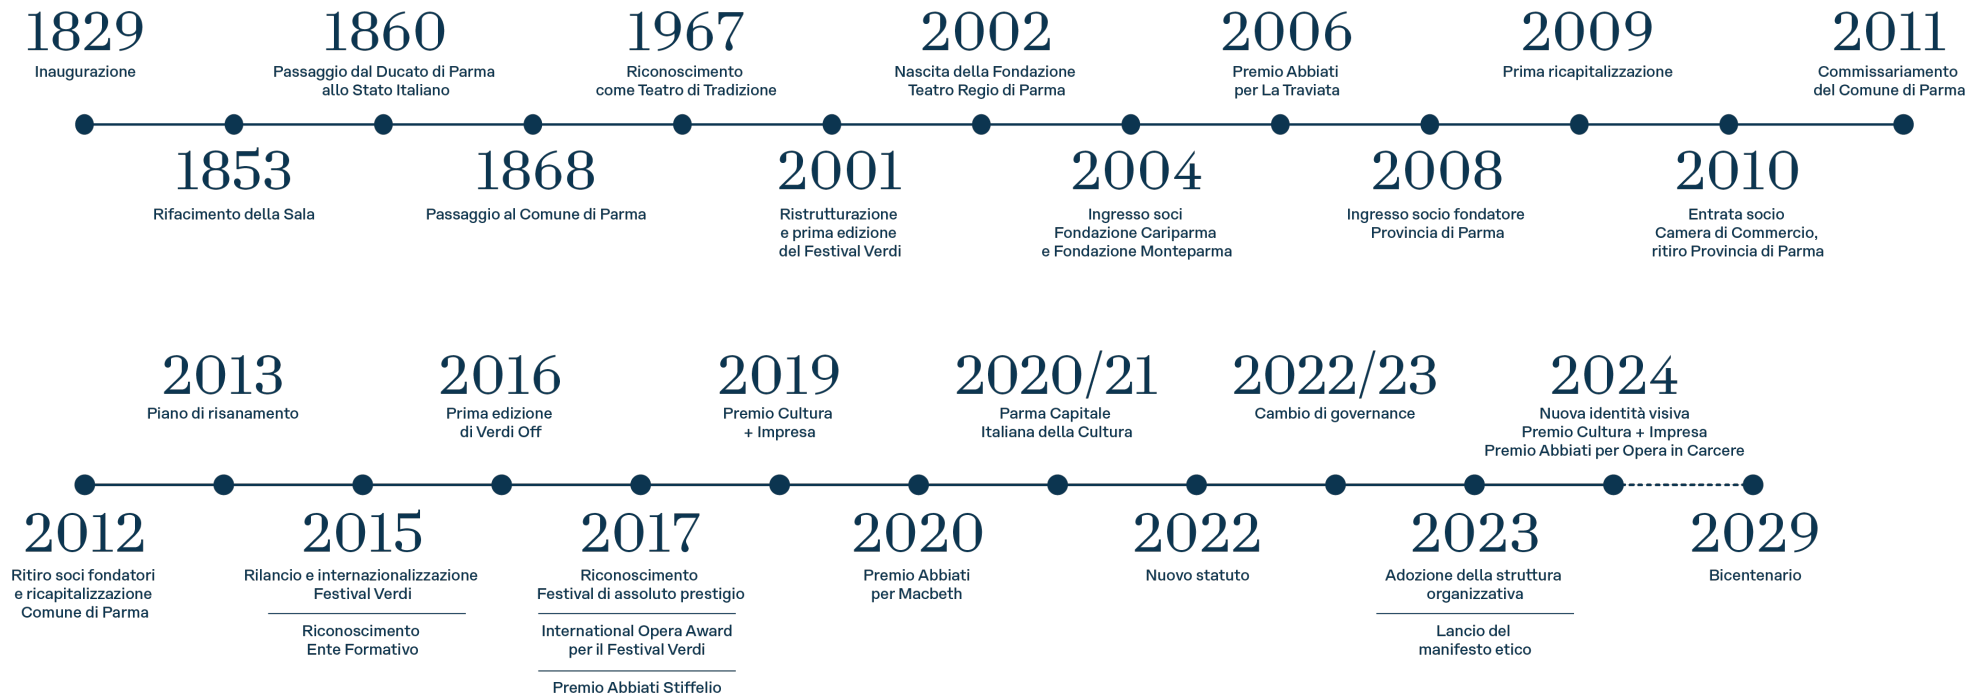 1829
Inaugurazione
1853
Rifacimento della Sala
1860
Passaggio dal Ducato di Parma
allo Stato Italiano
1868
Passaggio al Comune di Parma
1967
Riconoscimento
come Teatro di Tradizione
2001
Ristrutturazione
e prima edizione
del Festival Verdi
2002
Nascita della Fondazione
Teatro Regio di Parma
2004
Ingresso soci
Fondazione Cariparma
e Fondazione Monteparma
2006
Premio Abbiati
per La Traviata
2008
Ingresso socio fondatore
Provincia di Parma
2009
Prima ricapitalizzazione
2010
Entrata socio
Camera di Commercio,
ritiro Provincia di Parma
2011
Commissariamento
del Comune di Parma
2012
Ritiro soci fondatori
e ricapitalizzazione
Comune di Parma
2013
Piano di risanamento
2015
Rilancio e internazionalizzazione
Festival Verdi
Riconoscimento
Ente Formativo
2016
Prima edizione
di Verdi Off
2017
Riconoscimento
Festival di assoluto prestigio
International Opera Award
per il Festival Verdi
Premio Abbiati Stiffelio
2019
Premio Cultura
+ Impresa
2020
Premio Abbiati
per Macbeth
2020/21
Parma Capitale
Italiana della Cultura
2022
Nuovo statuto
2022/23
Cambio di governance
2023
Adozione della struttura
organizzativa
Lancio del
manifesto etico
2024
Nuova identità visiva
Premio Cultura + Impresa
Premio Abbiati per Opera in Carcere
2029
Bicentenario